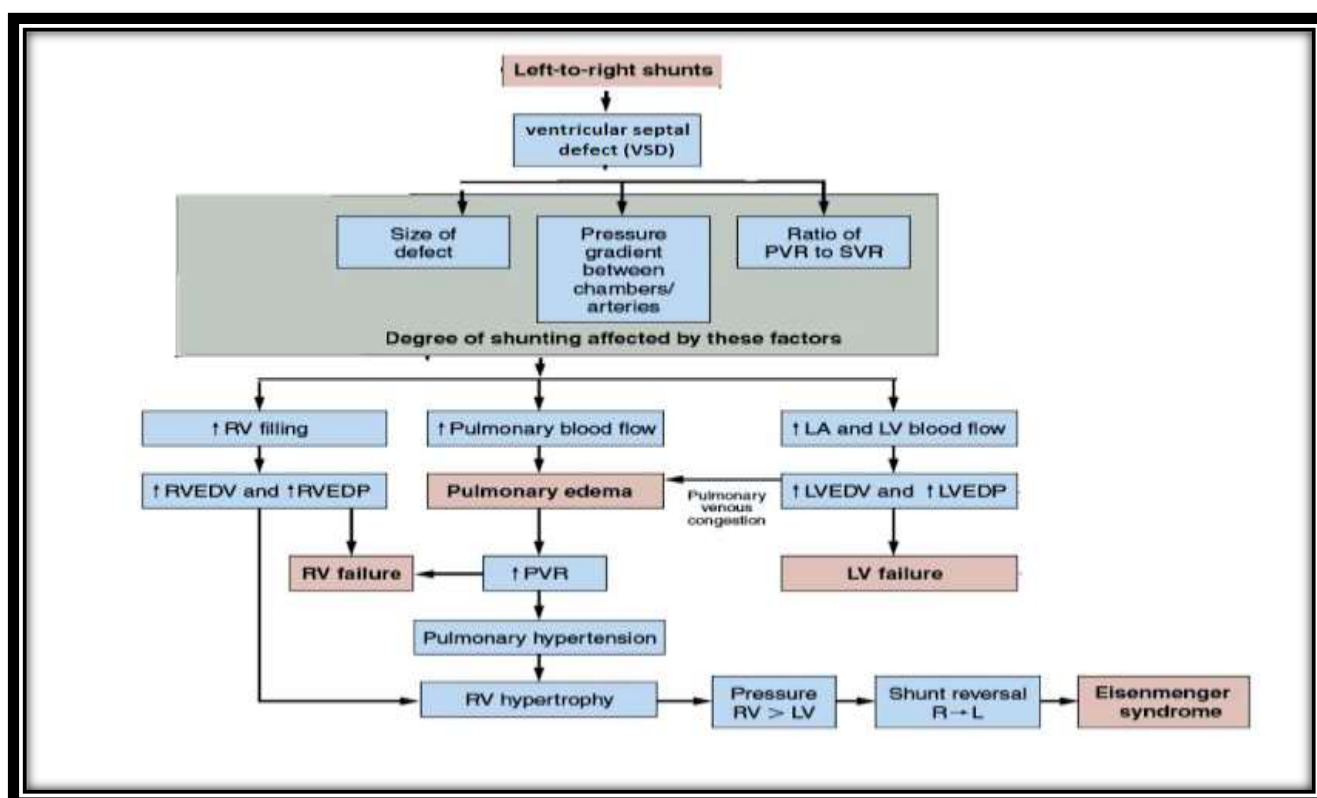 Left-to-right shunts
ventricular septal
defect (VSD)
Size of
defect
Pressure
gradient
between
chambers/
arteries
Ratio of
PVR to SVR
Degree of shunting affected by these factors
↑RV filling
↑Pulmonary blood flow
↑LA and LV blood flow
↑RVEDV and ↑RVEDP
Pulmonary edema
Pulmonary
venous
congestion
↑LVEDV and ↑LVEDP
RV failure
↑PVR
LV failure
Pulmonary hypertension
RV hypertrophy
Pressure
RV > LV
Shunt reversal
R→L
Eisenmenger
syndrome